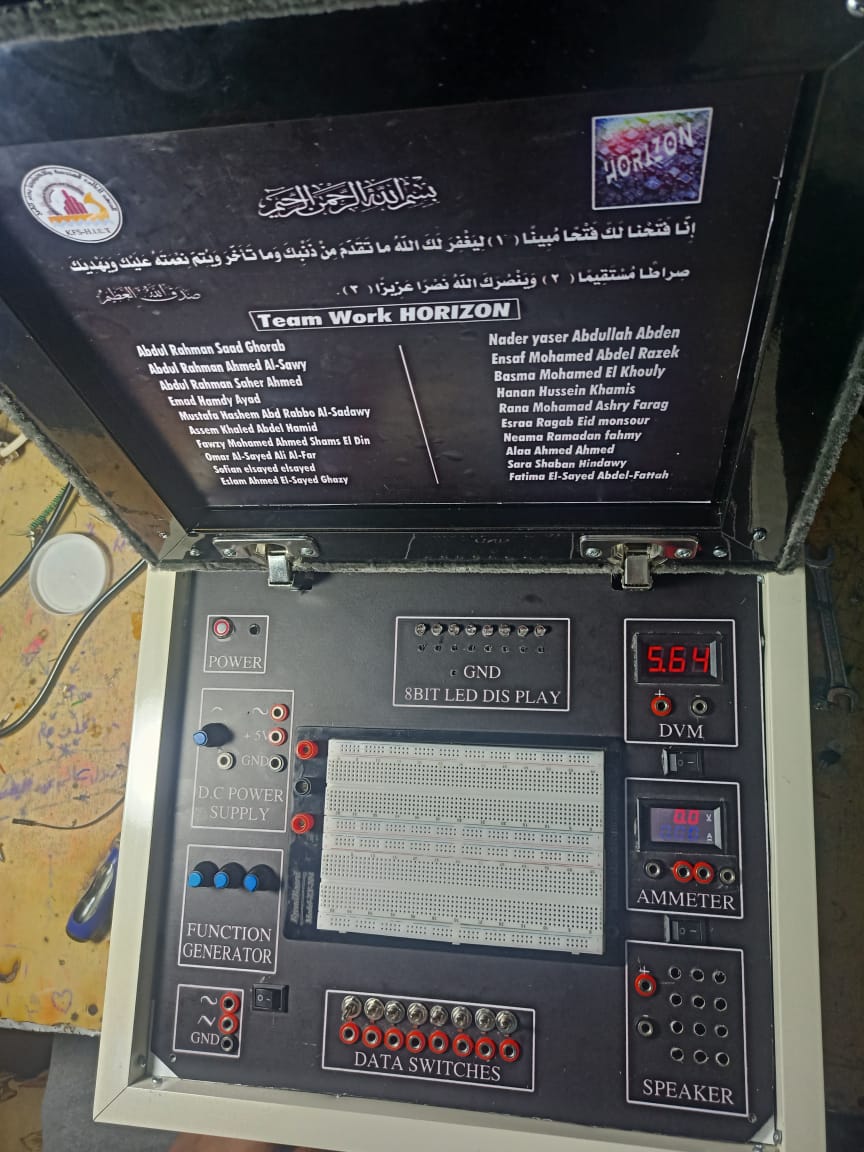 HORIZON
KFS-H.I.E.T
بسم الله الرحمن الرحيم
إِنَّا فَتَحْنَا لَكَ فَتْحًا مُبِينًا (١) لِيَغْفِرَ لَكَ اللَّهُ مَا تَقَدَّمَ مِنْ ذَنْبِكَ وَمَا تَأَخَّرَ وَيُتِمَّ نِعْمَتَهُ عَلَيْكَ وَيَهْدِيَكَ
صِرَاطًا مُسْتَقِيمًا (٢) وَيَنْصُرَكَ اللَّهُ نَصْرًا عَزِيزًا (٣).
صدق الله العظيم
Team Work HORIZON
Abdul Rahman Saad Ghorab
Abdul Rahman Ahmed Al-Sawy
Abdul Rahman Saher Ahmed
Emad Hamdy Ayad
Mustafa Hashem Abd Rabbo Al-Sadawy
Assem Khaled Abdel Hamid
Fawzy Mohamed Ahmed Shams El Din
Omar Al-Sayed Ali Al-Far
Sofian elsayed elsayed
Eslam Ahmed El-Sayed Ghazy
Nader yaser Abdullah Abden
Ensaf Mohamed Abdel Razek
Basma Mohamed El Khouly
Hanan Hussein Khamis
Rana Mohamad Ashry Farag
Esraa Ragab Eid monsour
Neama Ramadan fahmy
Alaa Ahmed Ahmed
Sara Shaban Hindawy
Fatima El-Sayed Abdel-Fattah
POWER
GND
8BIT LED DIS PLAY
5.64
+ -
DVM
+ 5V
GND
D.C POWER
SUPPLY
0.0 V
A
AMMETER
FUNCTION
GENERATOR
GND
DATA SWITCHES
+
-
SPEAKER